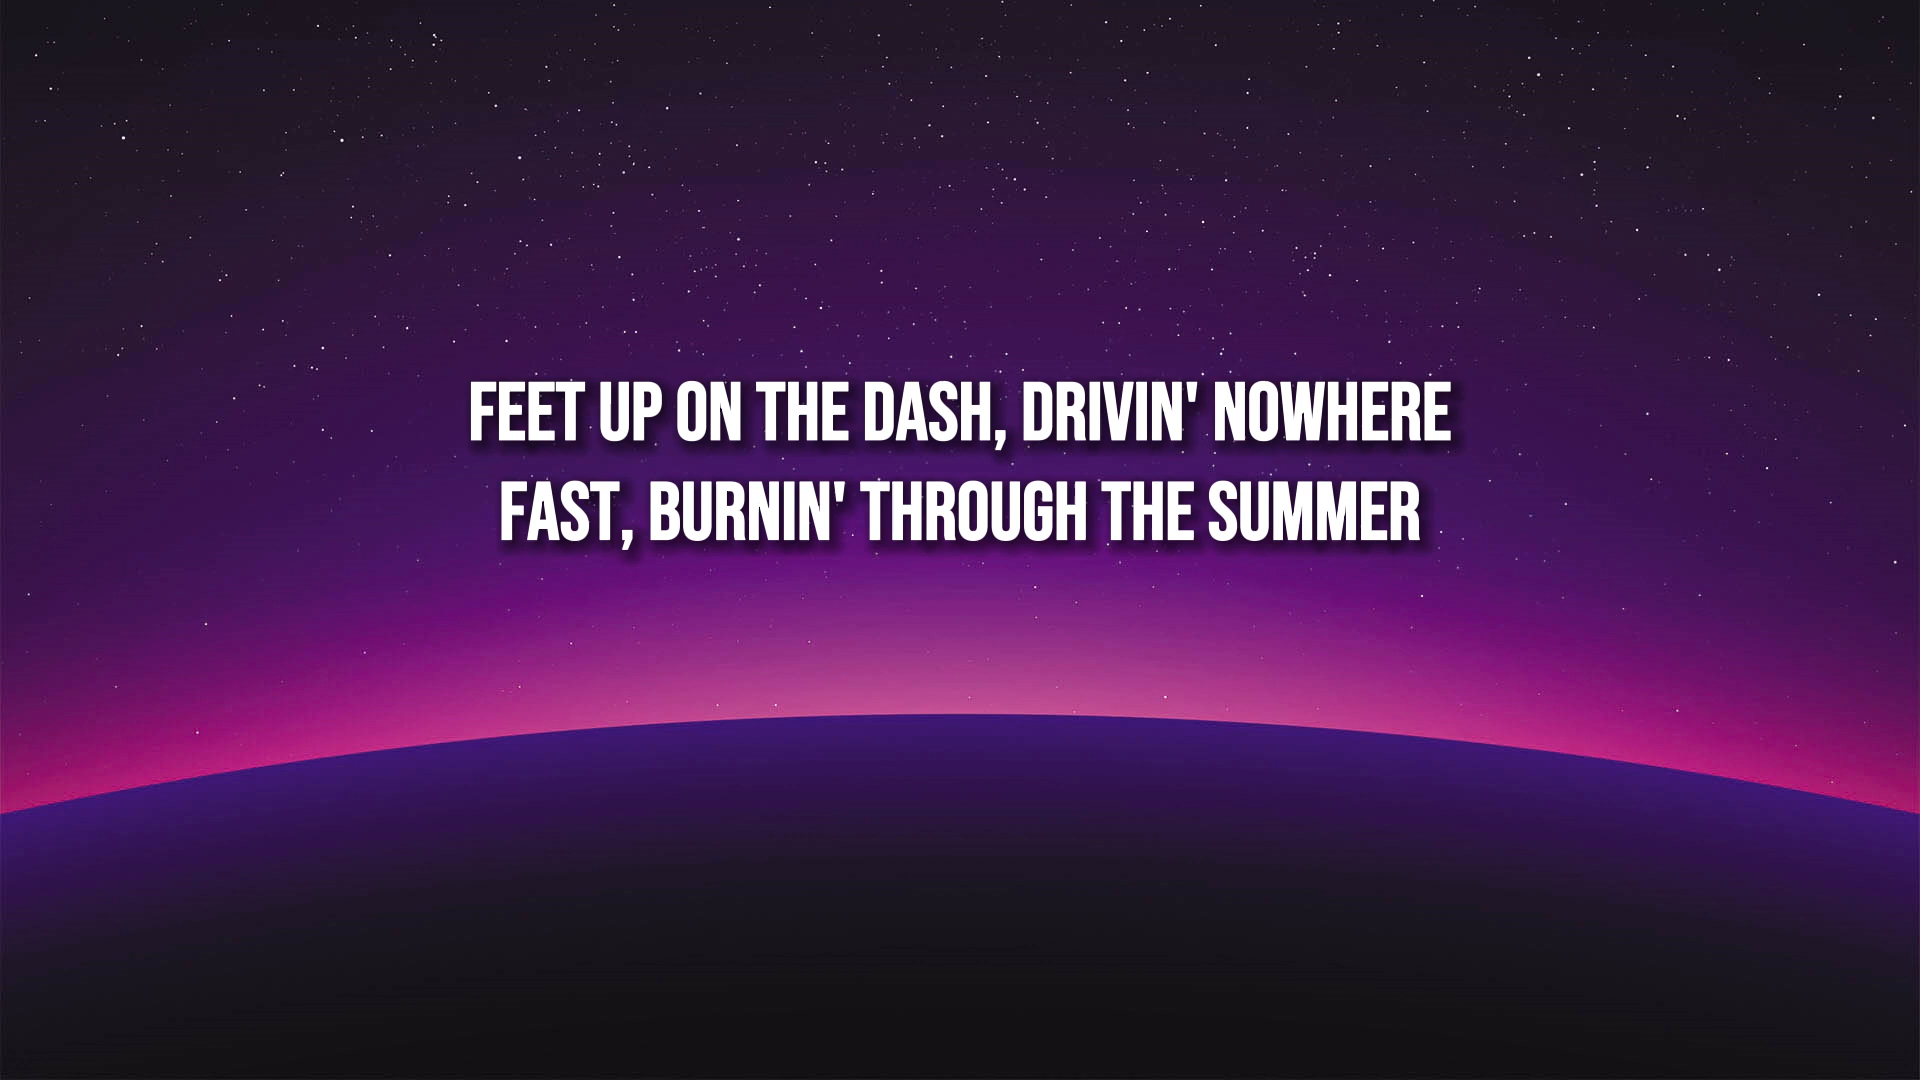 FEET UP ON THE DASH, DRIVIN' NOWHERE
FAST, BURNIN' THROUGH THE SUMMER